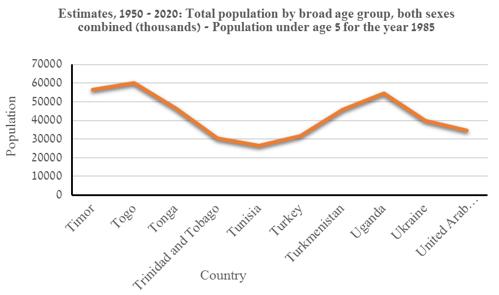 Estimates, 1950 - 2020: Total population by broad age group, both sexes
combined (thousands) - Population under age 5 for the year 1985
70000
60000
50000
40000
30000
20000
10000
0
Population
Timor
Togo
Tonga
Trinidad and Tobago
Tunisia
Turkey
Turkmenistan
Uganda
Ukraine
United Arab...
Country